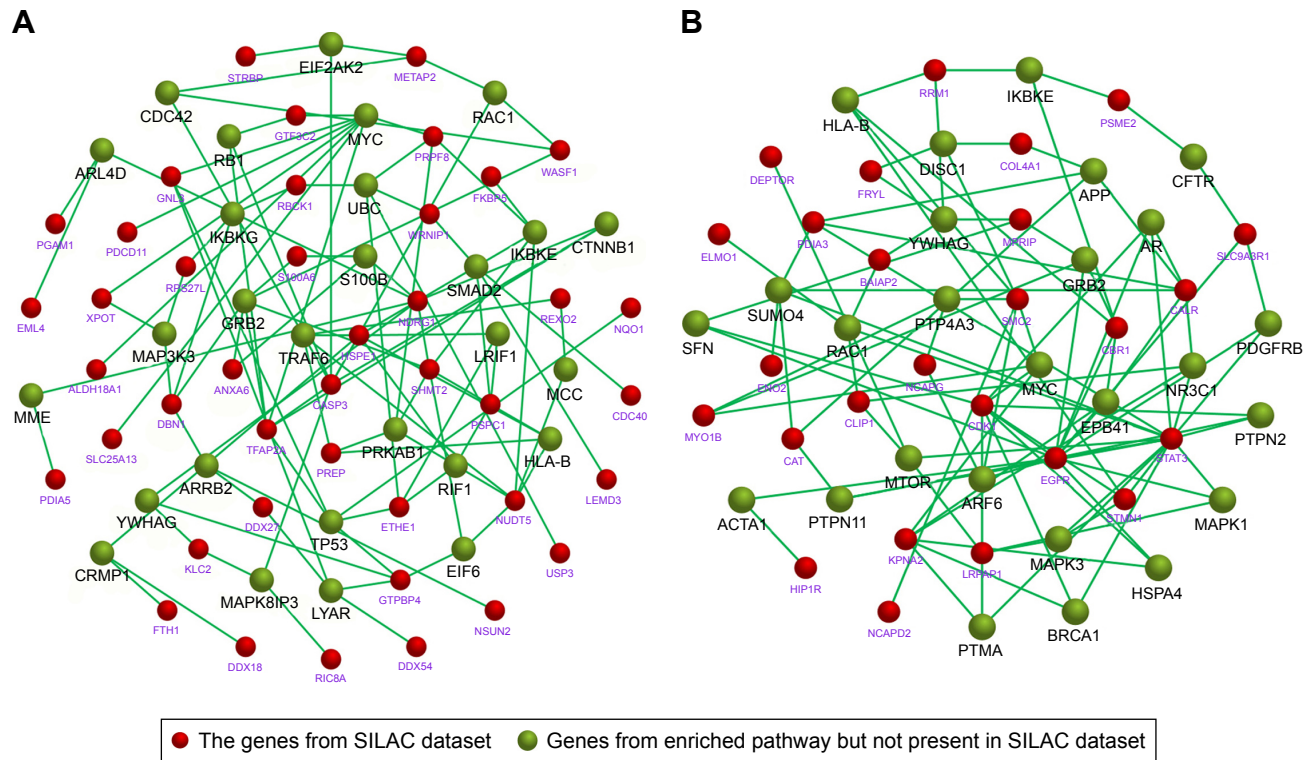 A
B
EIF2AK2
STRBP
METAP2
CDC42
RAC1
GTF3C2
MYC
RB1
PRPF8
WASF1
ARL4D
GNL3
RBCK1
UBC
FKBP5
PGAM1
PDCD11
IKBKG
WRNIP1
IKBKE
CTNNB1
RPS27L
S100A6
S100B
SMAD2
EML4
XPOT
GRB2
NDRG1
REXO2
NQO1
MAP3K3
TRAF6
HSPE1
LRIF1
ALDH18A1
ANXA6
SHMT2
MCC
MME
DBN1
CASP3
PSPC1
CDC40
SLC25A13
TFAP2A
PREP
PRKAB1
HLA-B
PDIA5
ARRB2
RIF1
LEMD3
YWHAG
DDX27
TP53
ETHE1
NUDT5
CRMP1
KLC2
EIF6
USP3
MAPK8IP3
LYAR
GTPBP4
FTH1
NSUN2
DDX18
RIC8A
DDX54
RRM1
IKBKE
HLA-B
PSME2
DEPTOR
DISC1
COL4A1
FRYL
APP
CFTR
ELMO1
PDIA3
YWHAG
MPRIP
AR
SLC9A3R1
BAIAP2
GRB2
SUMO4
PTP4A3
SMO2
CALR
SFN
RAC1
CBR1
PDGFRB
ENO2
NCAPG
MYC
NR3C1
MYO1B
CLIP1
CDK1
EPB41
PTPN2
CAT
MTOR
EGFR
STAT3
ACTA1
PTPN11
ARF6
STMN1
MAPK1
HIP1R
KPNA2
LRPAP1
MAPK3
HSPA4
NCAPD2
PTMA
BRCA1
The genes from SILAC dataset
Genes from enriched pathway but not present in SILAC dataset